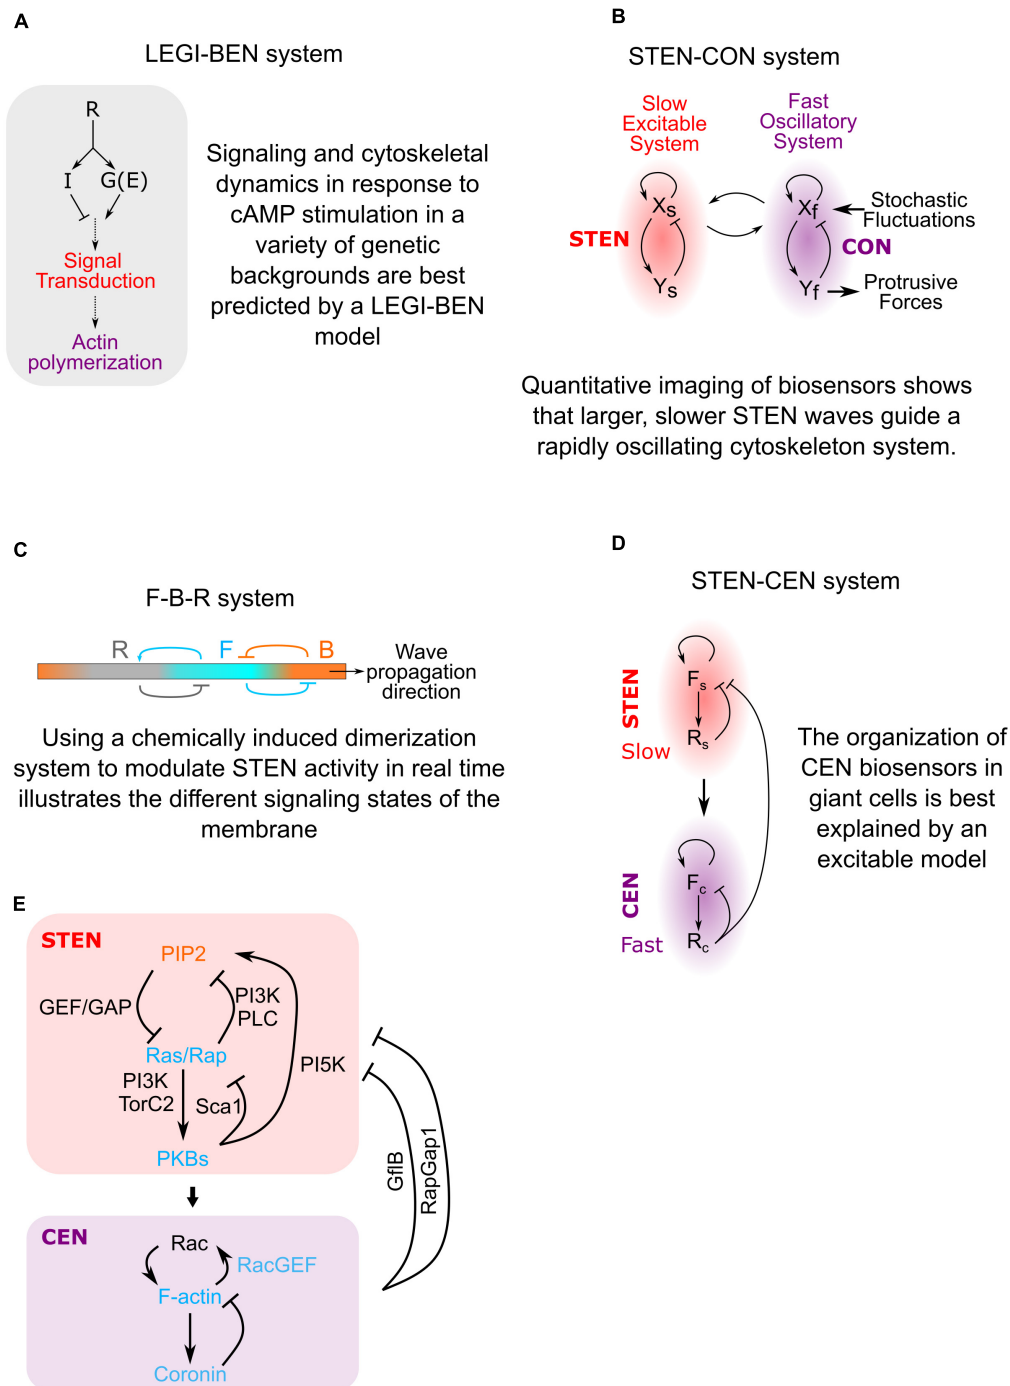 A
LEGI-BEN system
R
I
G(E)
Signal
Transduction
Actin
polymerization
Signaling and cytoskeletal
dynamics in response to
cAMP stimulation in a
variety of genetic
backgrounds are best
predicted by a LEGI-BEN
model
B
STEN-CON system
Slow
Excitable
System
Fast
Oscillatory
System
Xs
STEN
Ys
Xf
CON
Yf
Stochastic
Fluctuations
Protrusive
Forces
Quantitative imaging of biosensors shows
that larger, slower STEN waves guide a
rapidly oscillating cytoskeleton system.
C
F-B-R system
R
F
B
Wave
propagation
direction
Using a chemically induced dimerization
system to modulate STEN activity in real time
illustrates the different signaling states of the
membrane
D
STEN-CEN system
STEN
Slow
Fs
Rs
CEN
Fast
Fc
Rc
The organization of
CEN biosensors in
giant cells is best
explained by an
excitable model
E
STEN
PIP2
GEF/GAP
PI3K
PLC
Ras/Rap
PI5K
PI3K
TorC2
Sca1
PKBs
GflB
RapGap1
CEN
Rac
RacGEF
F-actin
Coronin